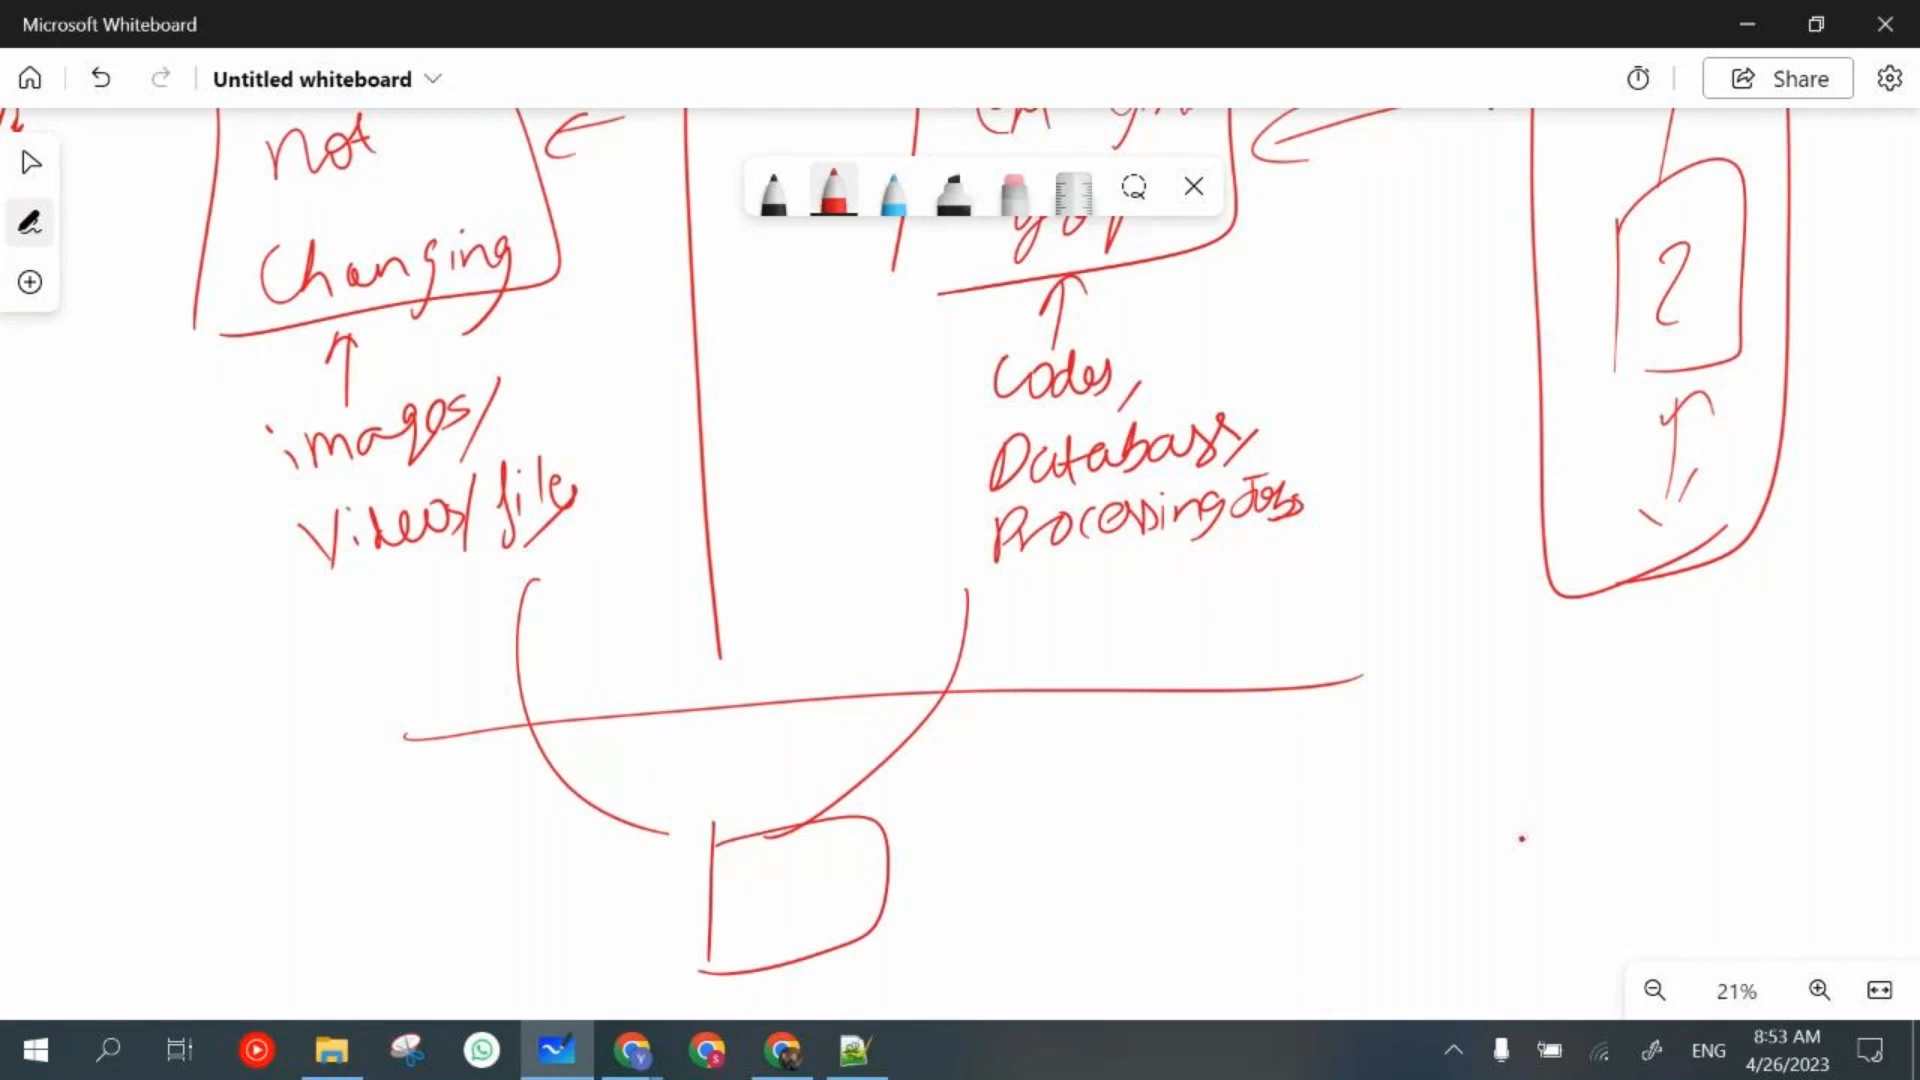 Microsoft Whiteboard
Untitled whiteboard
Share
not
Changing
images/
Videos/file
Codes,
Databases,
Processing Jobs
2
21%
ENG
8:53 AM
4/26/2023